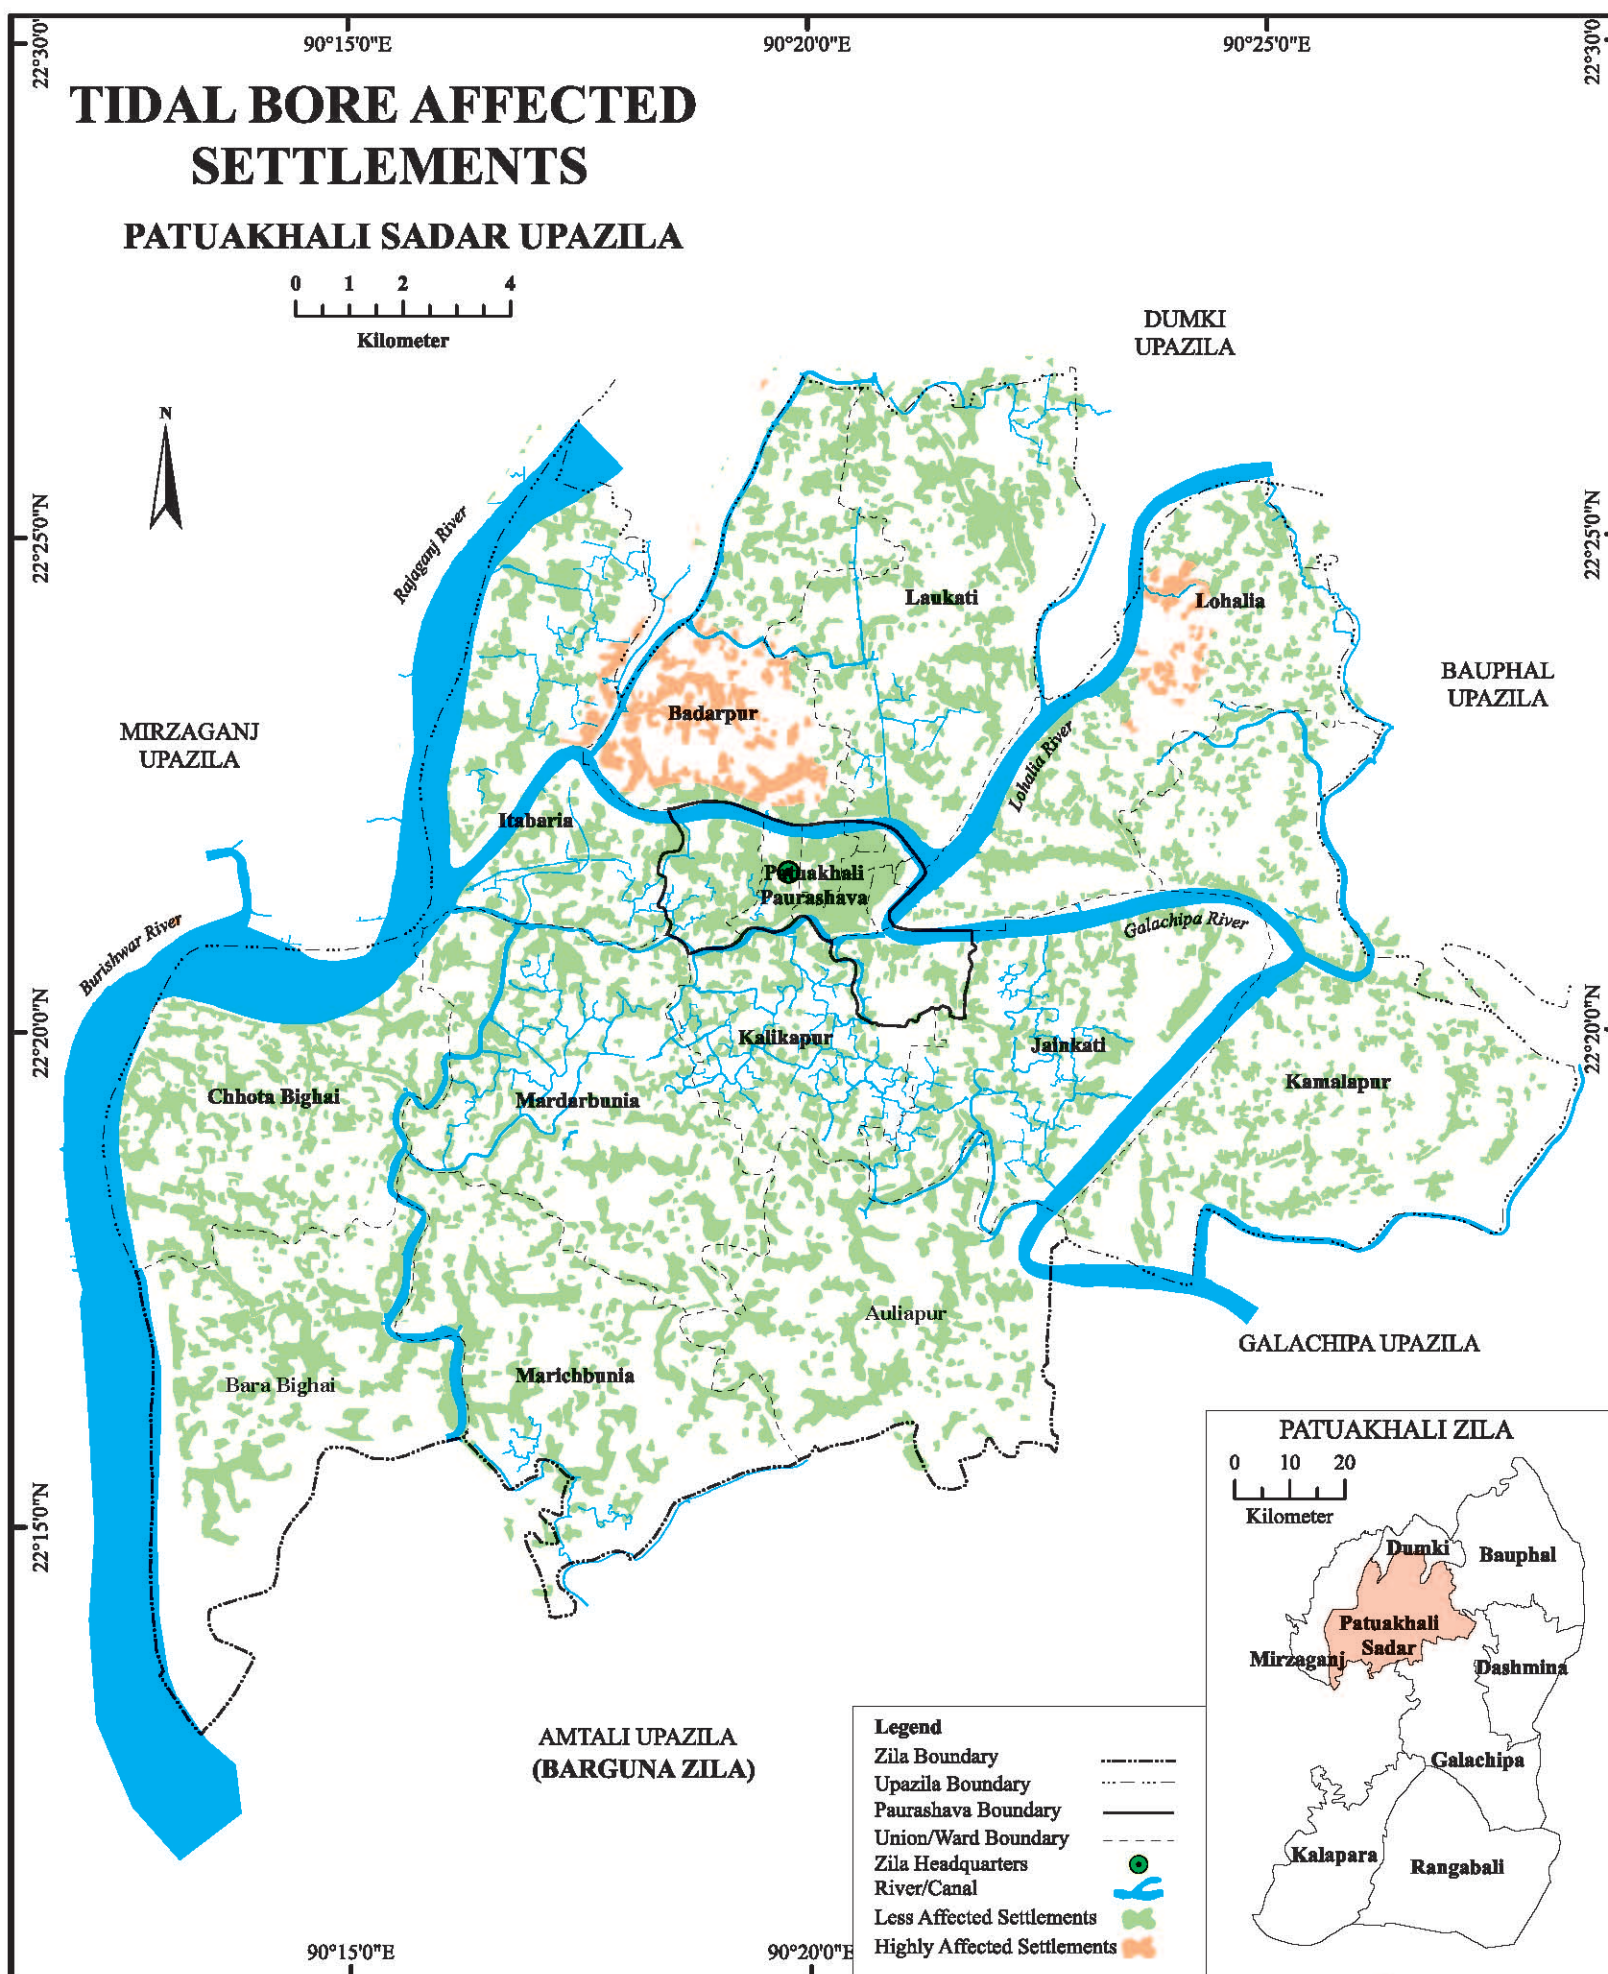 90°15'0"E
90°20'0"E
90°25'0"E
22°30'0
22°30'0
TIDAL BORE AFFECTED
SETTLEMENTS
PATUAKHALI SADAR UPAZILA
0 1 2 4
Kilometer
DUMKI
UPAZILA
N
22°25'0"N
22°25'0"N
Rajaganj River
Laukati
Lohalia
BAUPHAL
UPAZILA
Badarpur
MIRZAGANJ
UPAZILA
Lohalia River
Itabaria
Patuakhali
Paurashava
Galachipa River
Burishwar River
22°20'0"N
22°20'0"N
Kalikapur
Jainkati
Kamalapur
Chhota Bighai
Mardarbunia
Auliapur
GALACHIPA UPAZILA
Marichbunia
Bara Bighai
22°15'0"N
PATUAKHALI ZILA
0 10 20
Kilometer
Dumki
Bauphal
Patuakhali
Sadar
Mirzaganj
Dashmina
Galachipa
Kalapara
Rangabali
AMTALI UPAZILA
(BARGUNA ZILA)
Legend
Zila Boundary
Upazila Boundary
Paurashava Boundary
Union/Ward Boundary
Zila Headquarters
River/Canal
Less Affected Settlements
Highly Affected Settlements
90°15'0"E
90°20'0"E